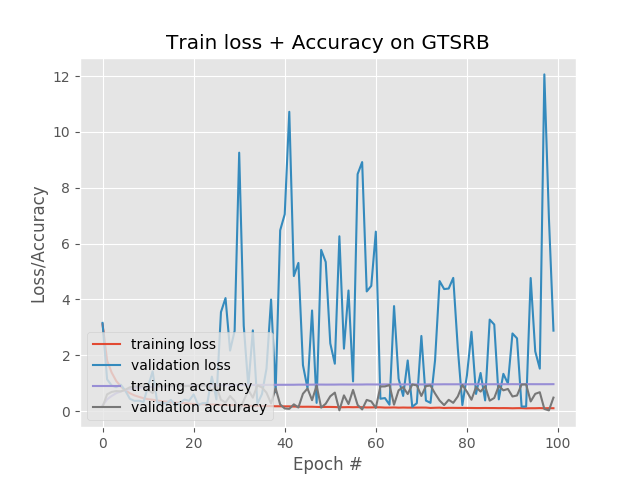 Train loss + Accuracy on GTSRB
Loss/Accuracy
12
10
8
6
4
2
0
training loss
validation loss
training accuracy
validation accuracy
0 20 40 60 80 100
Epoch #